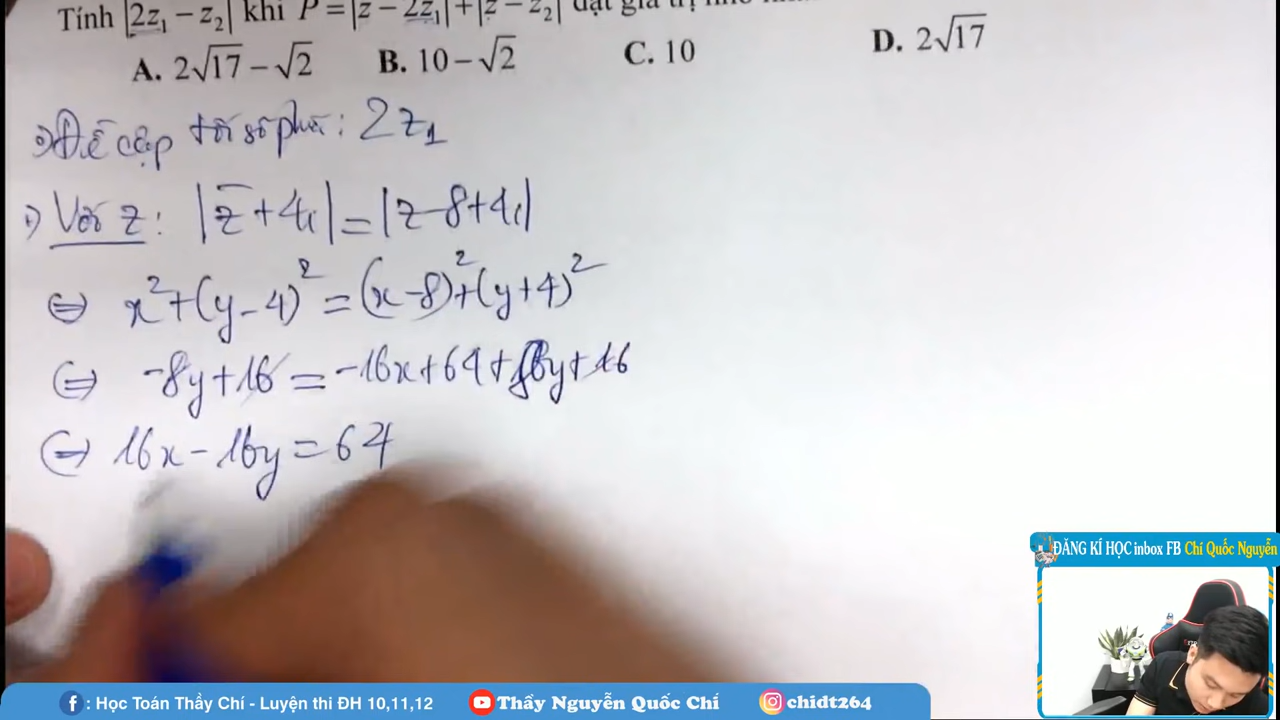 Tính |2z₁ − z₂| khi P = |z − 2z₁| + |z − z₂| đạt giá trị nhỏ
A. 2√17 − √2 B. 10 − √2 C. 10 D. 2√17
Đề cập tới số phức: 2z₁
Với z: |z̅ + 4i| = |z − 8 + 4i|
⇔ x² + (y − 4)² = (x − 8)² + (y + 4)²
⇔ −8y + 16 = −16x + 64 + 8y + 16
⇔ 16x − 16y = 64
ĐĂNG KÍ HỌC inbox FB Chí Quốc Nguyễn
: Học Toán Thầy Chí - Luyện thi ĐH 10,11,12 Thầy Nguyễn Quốc Chí chidt264